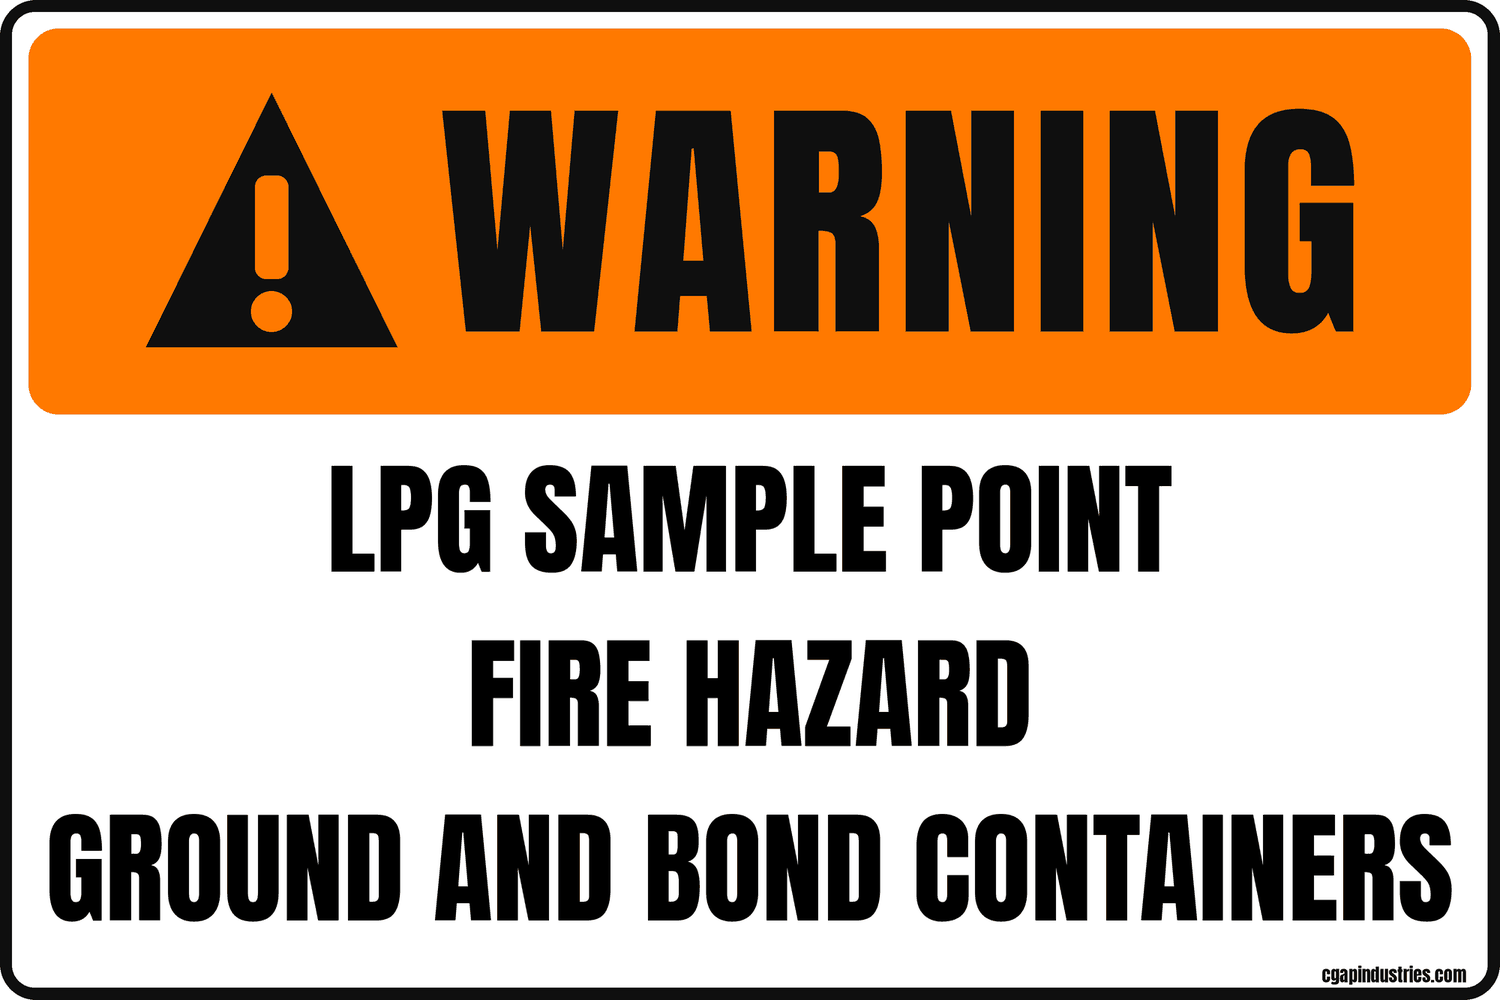 WARNING
LPG SAMPLE POINT
FIRE HAZARD
GROUND AND BOND CONTAINERS
cgapindustries.com